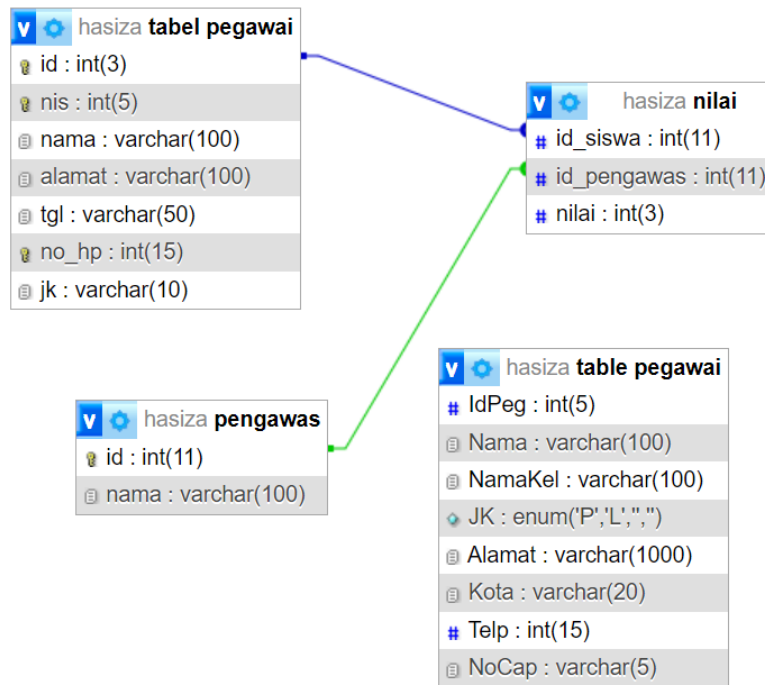 v hasiza tabel pegawai
id : int(3)
nis : int(5)
nama : varchar(100)
alamat : varchar(100)
tgl : varchar(50)
no_hp : int(15)
jk : varchar(10)
v hasiza nilai
# id_siswa : int(11)
# id_pengawas : int(11)
# nilai : int(3)
v hasiza pengawas
id : int(11)
nama : varchar(100)
v hasiza table pegawai
# IdPeg : int(5)
Nama : varchar(100)
NamaKel : varchar(100)
JK : enum('P','L','','')
Alamat : varchar(1000)
Kota : varchar(20)
# Telp : int(15)
NoCap : varchar(5)